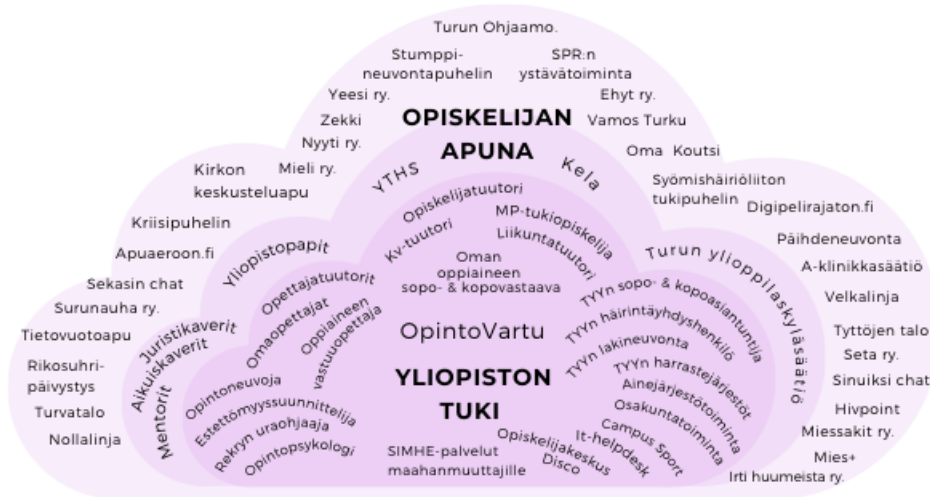 Turun Ohjaamo.
Stumppi-
neuvontapuhelin
SPR:n
ystävätoiminta
Yeesi ry.
Ehyt ry.
Zekki
OPISKELIJAN
APUNA
Vamos Turku
Nyyti ry.
Oma Koutsi
Kirkon
keskusteluapu
Mieli ry.
YTHS
Kela
Syömishäiriöliiton
tukipuhelin
Digipelirajaton.fi
Kriisipuhelin
Päihdeneuvonta
Apuaeroon.fi
A-klinikkasäätiö
Sekasin chat
Velkalinja
Surunauha ry.
Tietovuotoapu
Tyttöjen talo
Rikosuhri-
päivystys
Seta ry.
Sinuiksi chat
Turvatalo
Hivpoint
Nollalinja
Miessakit ry.
Mies+
Irti huumeista ry.
Yliopistopapit
Juristikaverit
Aikuiskaverit
Mentorit
Turun ylioppilaskyläsäätiö
Opiskelijatuutori
Kv-tuutori
MP-tukiopiskelija
Liikuntatuutori
Oman
oppiaineen
sopo- & kopovastaava
Opettajatuutorit
Omaopettajat
Oppiaineen
vastuuopettaja
OpintoVartu
YLIOPISTON
TUKI
Opintoneuvoja
Estettömyyssuunnittelija
Rekryn uraohjaaja
Opintopsykologi
SIMHE-palvelut
maahanmuuttajille
TYYn sopo- & kopoasiantuntija
TYYn häirintäyhdyshenkilö
TYYn lakineuvonta
TYYn harrastejärjestöt
Ainejärjestötoiminta
Osakuntatoiminta
Campus Sport
It-helpdesk
Opiskelijakeskus
Disco